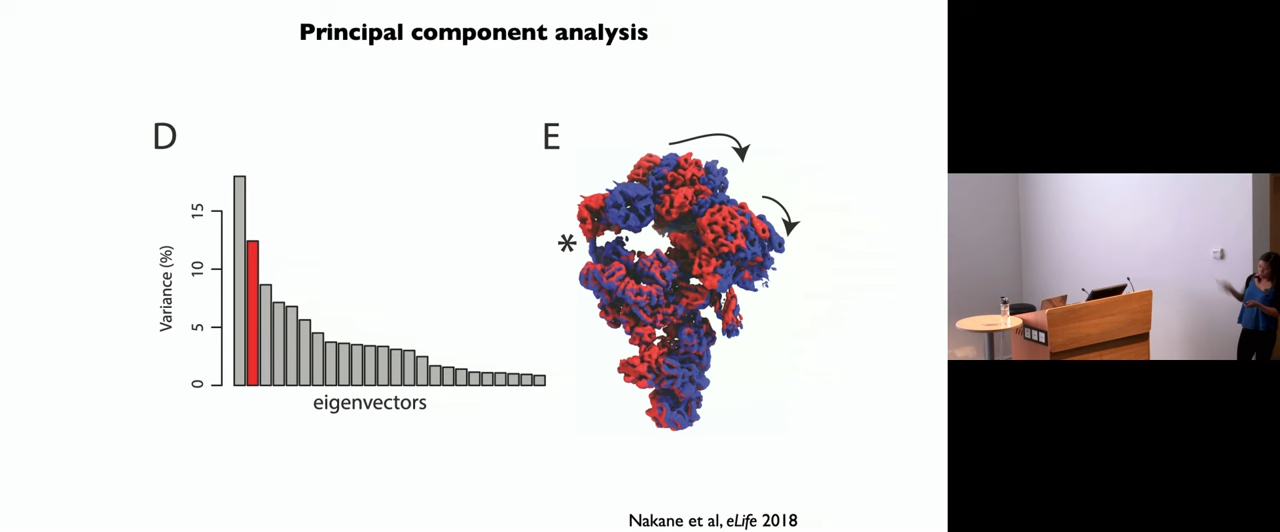 Principal component analysis
D
E
15
10
5
0
Variance (%)
eigenvectors
*
Nakane et al, eLife 2018